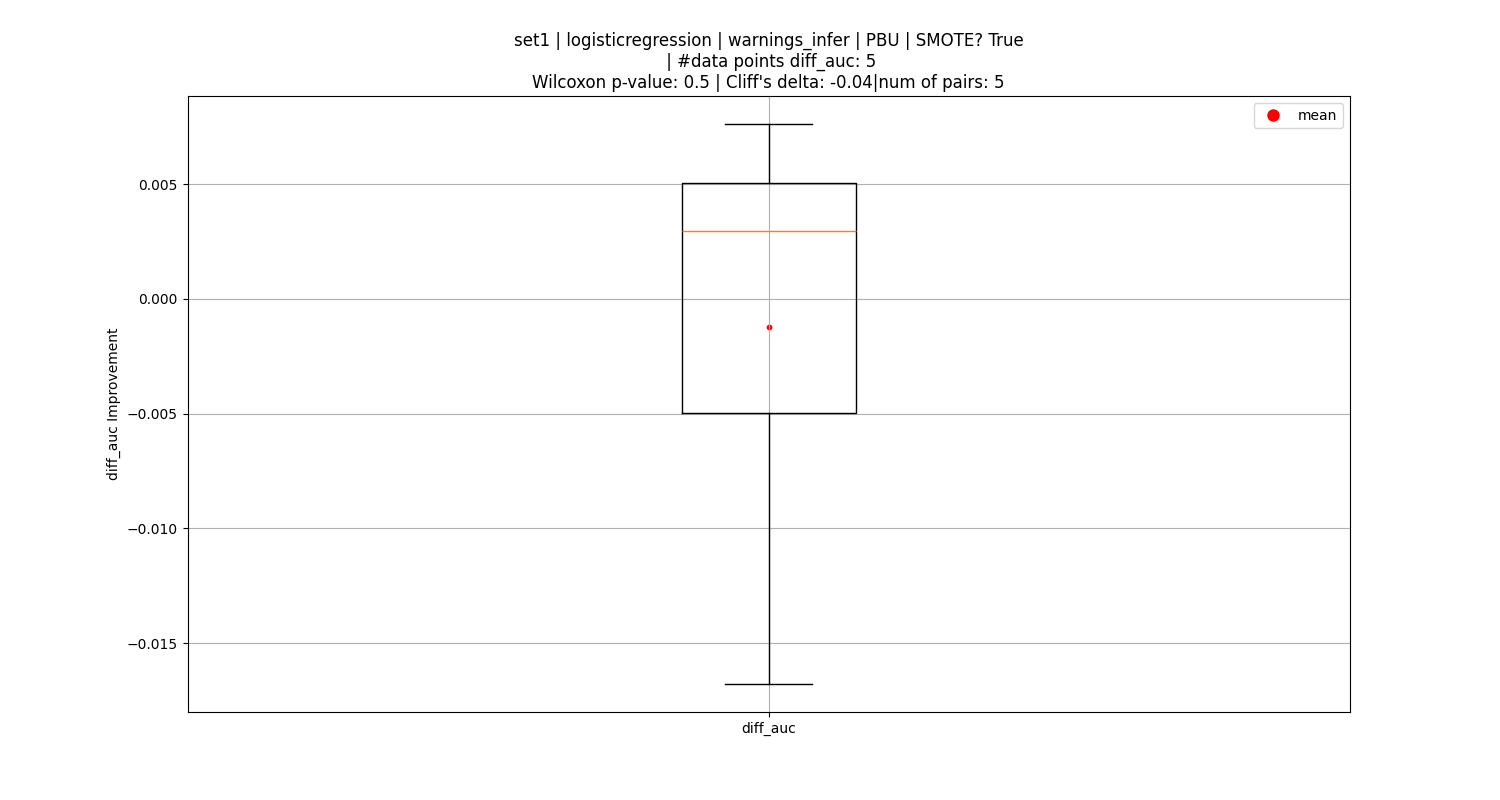 set1 | logisticregression | warnings_infer | PBU | SMOTE? True
| #data points diff_auc: 5
Wilcoxon p-value: 0.5 | Cliff's delta: -0.04|num of pairs: 5
mean
0.005
0.000
−0.005
−0.010
−0.015
diff_auc Improvement
diff_auc